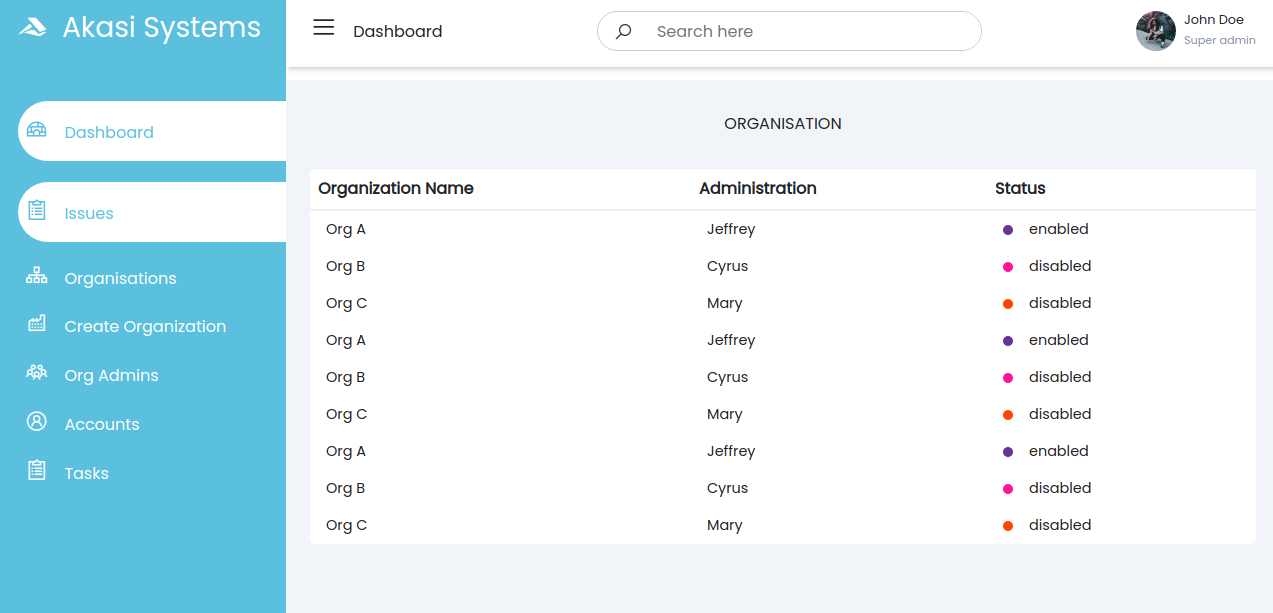 Akasi Systems
Dashboard
Issues
Organisations
Create Organization
Org Admins
Accounts
Tasks
Dashboard
Search here
John Doe
Super admin
ORGANISATION
Organization Name Administration Status
Org A Jeffrey enabled
Org B Cyrus disabled
Org C Mary disabled
Org A Jeffrey enabled
Org B Cyrus disabled
Org C Mary disabled
Org A Jeffrey enabled
Org B Cyrus disabled
Org C Mary disabled